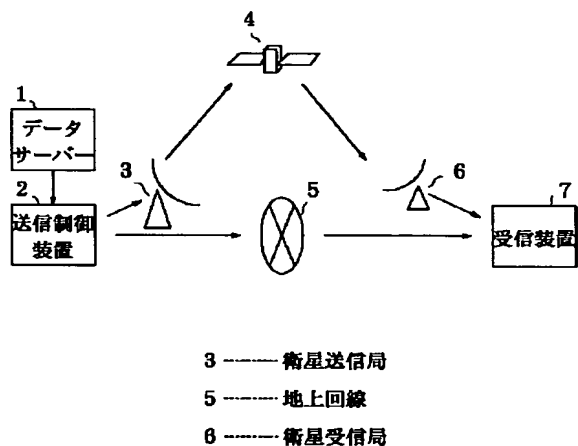 4
1
データ
サーバー
2
送信制御
装置
3
5
6
7
受信装置
3 ------- 衛星送信局
5 ------- 地上回線
6 ------- 衛星受信局